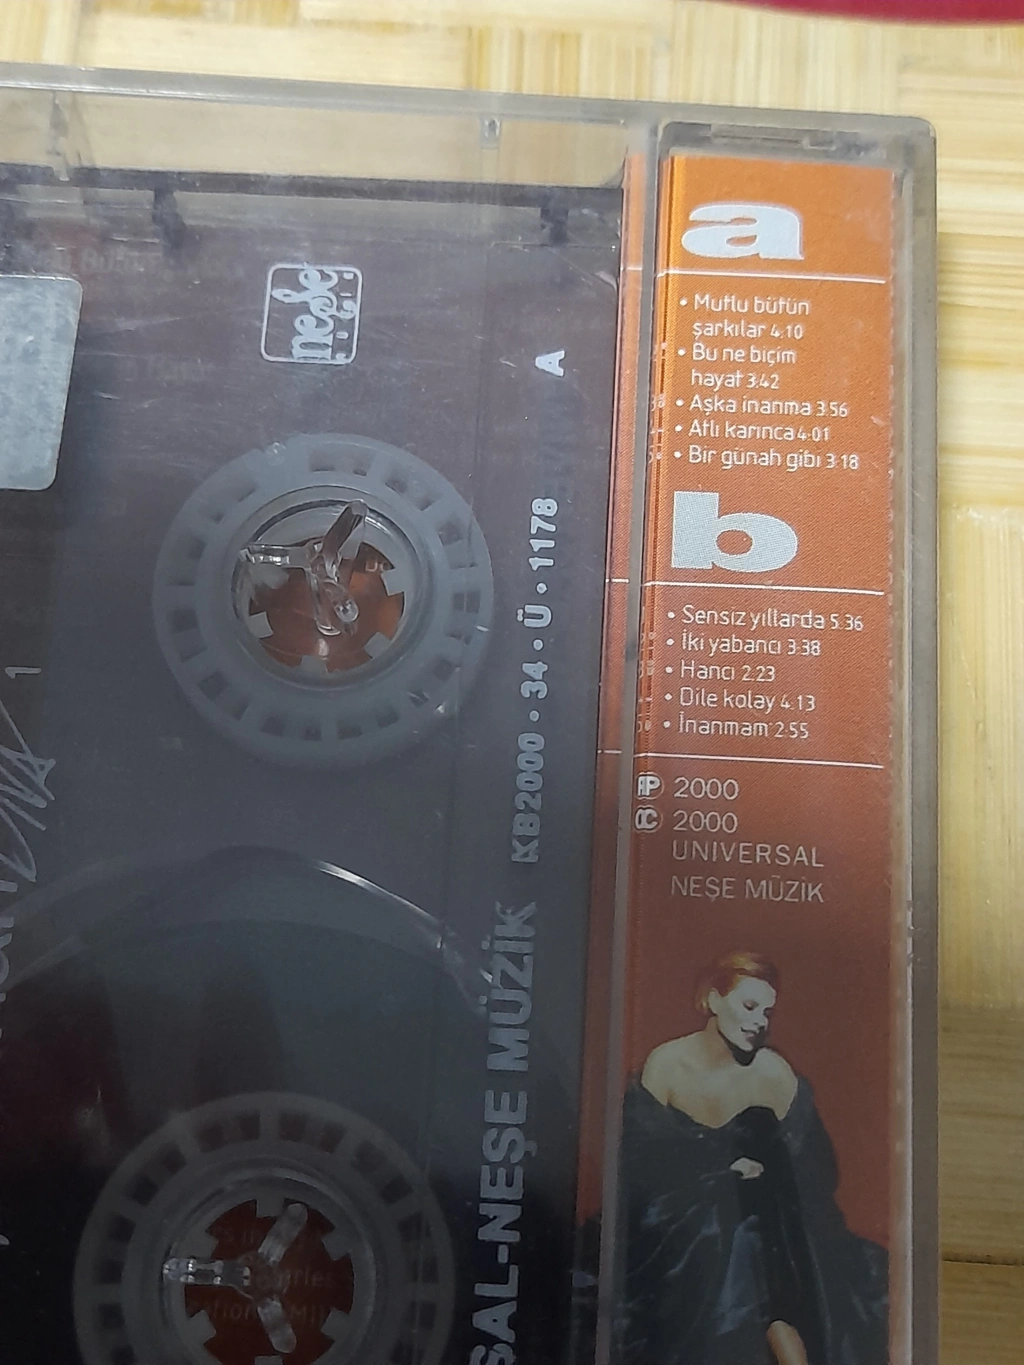 a
• Mutlu bütün
şarkılar 4:10
• Bu ne biçim
hayat 3:42
• Aşka inanma 3:56
• Atlı karınca 4:01
• Bir günah gibi 3:18
b
• Sensiz yıllarda 5:36
• İki yabancı 3:38
• Hancı 2:23
• Dile kolay 4:13
• İnanmam 2:55
P 2000
C 2000
UNIVERSAL
NEŞE MÜZİK
neşe
A
SAL-NEŞE MÜZİK KB2000 • 34 • Ü • 1178
1